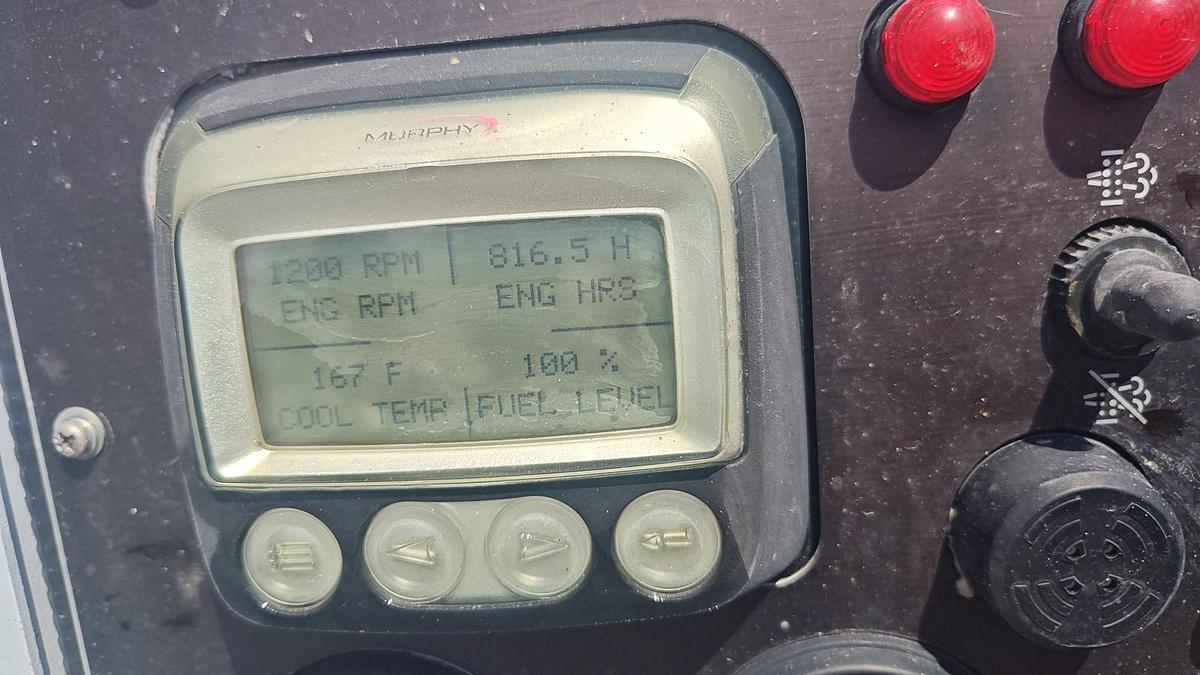 MURPHY
1200 RPM
ENG RPM
816.5 H
ENG HRS
167 F
COOL TEMP
100 %
FUEL LEVEL